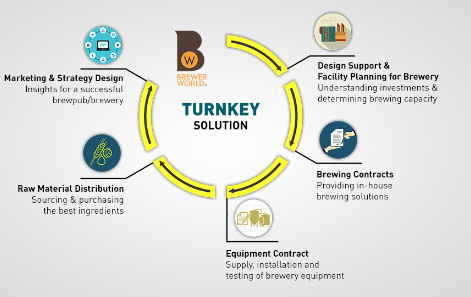 BREWER
WORLD
TURNKEY
SOLUTION
Design Support &
Facility Planning for Brewery
Understanding investments &
determining brewing capacity
Brewing Contracts
Providing in-house
brewing solutions
Equipment Contract
Supply, installation and
testing of brewery equipment
Raw Material Distribution
Sourcing & purchasing
the best ingredients
Marketing & Strategy Design
Insights for a successful
brewpub/brewery